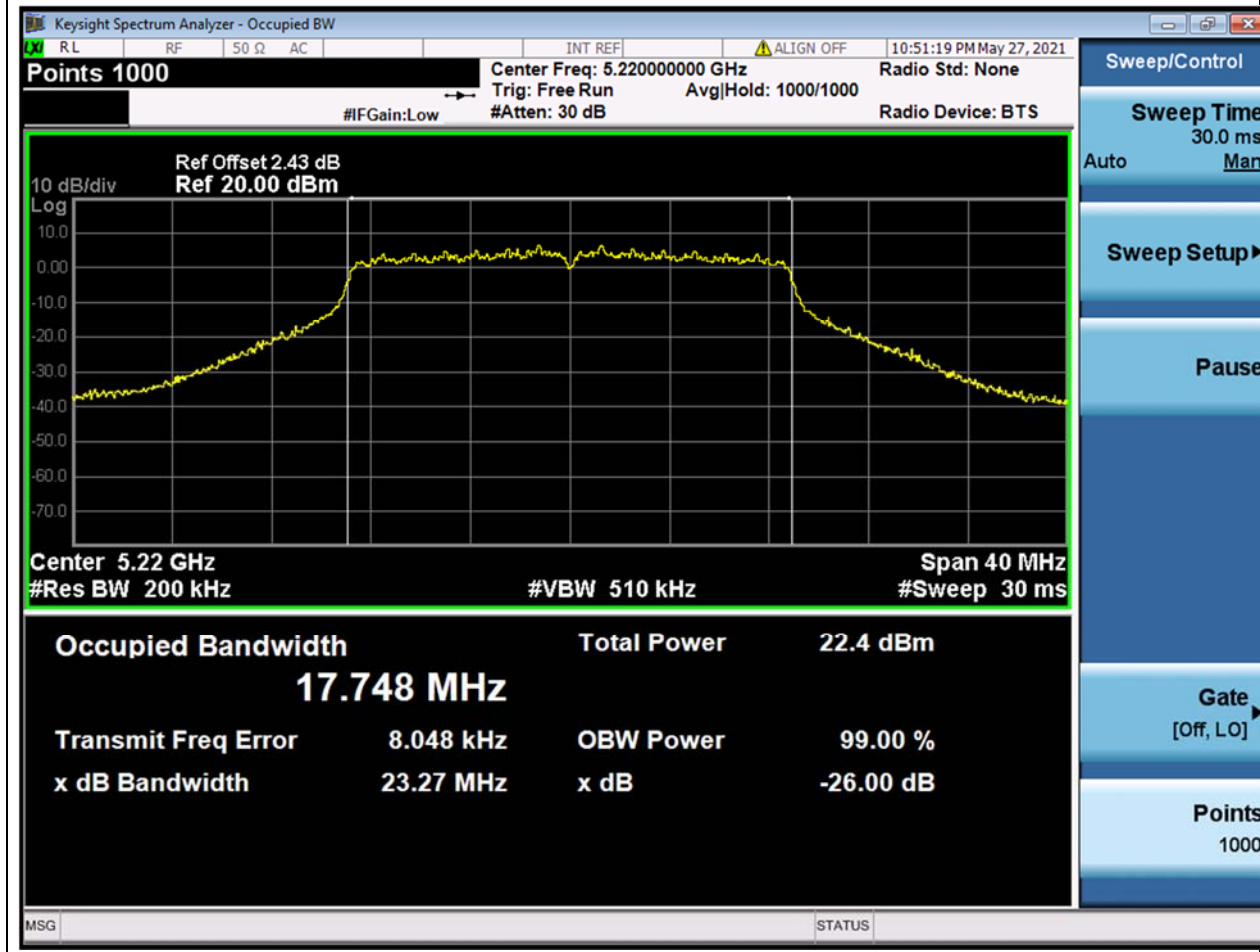 Keysight Spectrum Analyzer - Occupied BW
LXI RL RF 50 Ω AC INT REF ALIGN OFF 10:51:19 PM May 27, 2021
Points 1000
Center Freq: 5.220000000 GHz Radio Std: None
Trig: Free Run Avg|Hold: 1000/1000
#IFGain:Low #Atten: 30 dB Radio Device: BTS
Ref Offset 2.43 dB
10 dB/div Ref 20.00 dBm
Log
10.0
0.00
-10.0
-20.0
-30.0
-40.0
-50.0
-60.0
-70.0
Center 5.22 GHz Span 40 MHz
#Res BW 200 kHz #VBW 510 kHz #Sweep 30 ms
Occupied Bandwidth Total Power 22.4 dBm
17.748 MHz
Transmit Freq Error 8.048 kHz OBW Power 99.00 %
x dB Bandwidth 23.27 MHz x dB -26.00 dB
MSG STATUS
Sweep/Control
Sweep Time
30.0 ms
Auto Man
Sweep Setup
Pause
Gate
[Off, LO]
Points
1000